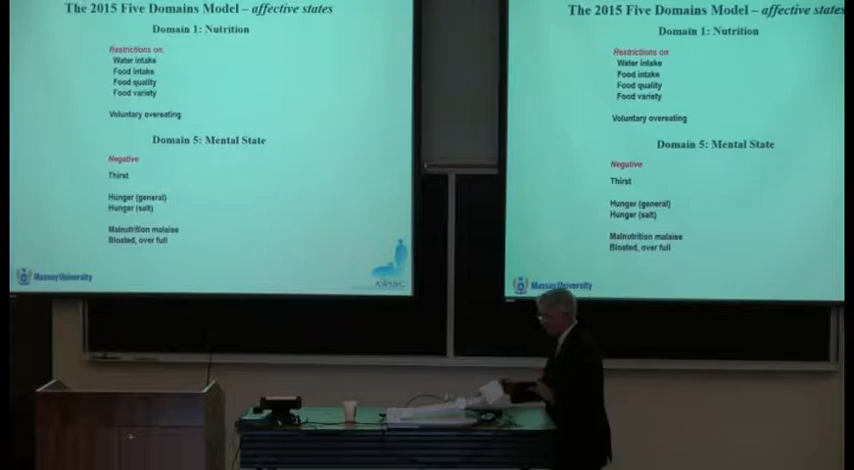 The 2015 Five Domains Model – affective states
Domain 1: Nutrition
Restrictions on:
Water intake
Food intake
Food quality
Food variety
Voluntary overeating
Domain 5: Mental State
Negative
Thirst
Hunger (general)
Hunger (salt)
Malnutrition malaise
Bloated, over full
Massey University
AWSBC
The 2015 Five Domains Model – affective states
Domain 1: Nutrition
Restrictions on:
Water intake
Food intake
Food quality
Food variety
Voluntary overeating
Domain 5: Mental State
Negative
Thirst
Hunger (general)
Hunger (salt)
Malnutrition malaise
Bloated, over full
Massey University